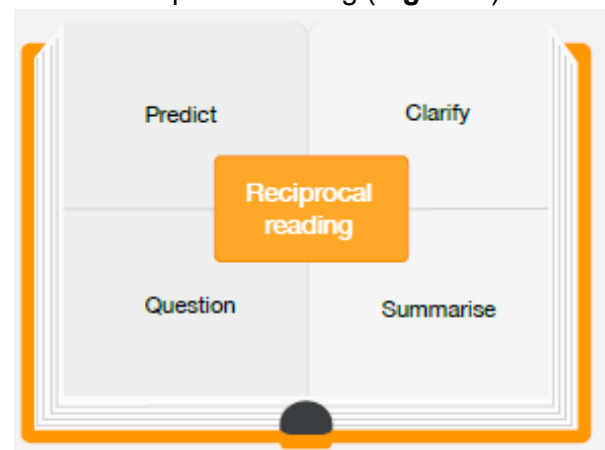 Predict
Clarify
Reciprocal
reading
Question
Summarise